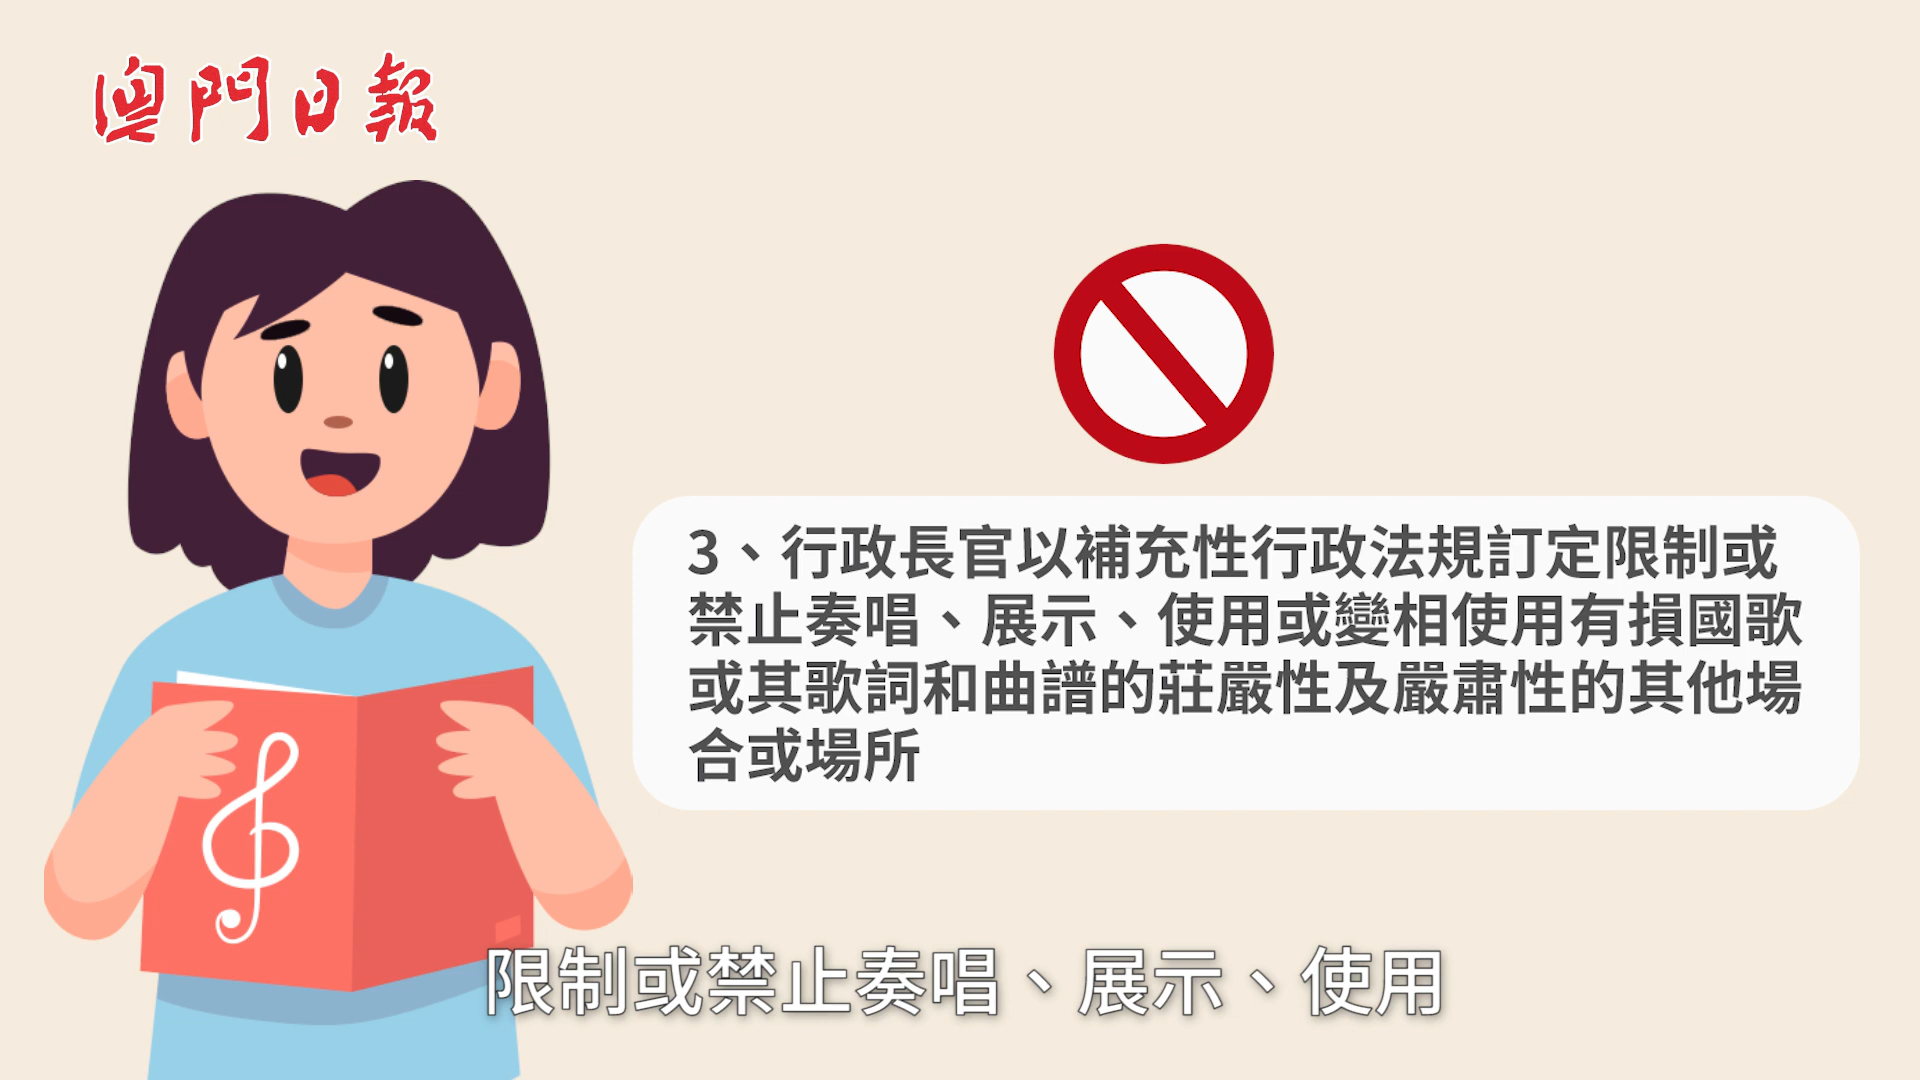 澳門日報
3、行政長官以補充性行政法規訂定限制或
禁止奏唱、展示、使用或變相使用有損國歌
或其歌詞和曲譜的莊嚴性及嚴肅性的其他場
合或場所
限制或禁止奏唱、展示、使用